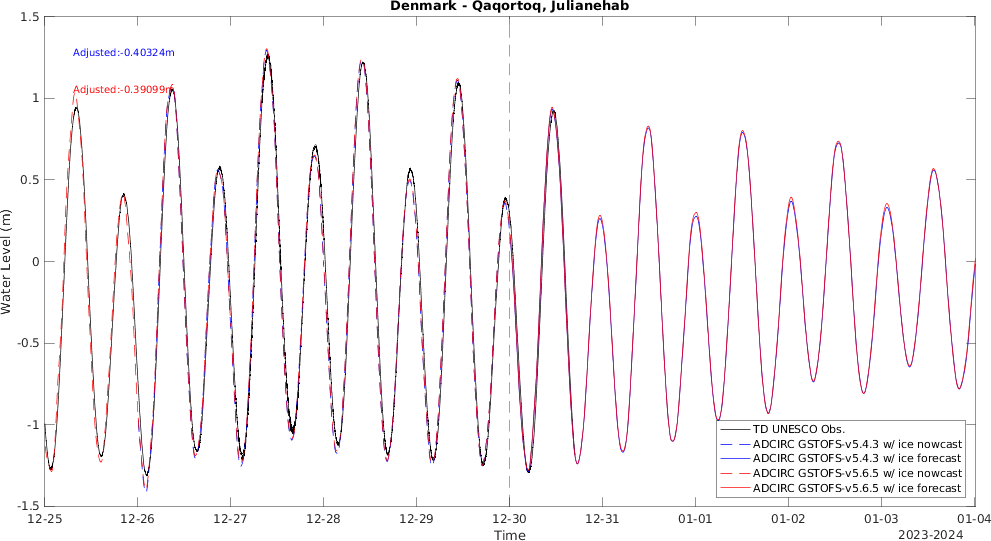 Denmark - Qaqortoq, Julianehab
1.5
Adjusted:-0.40324m
Adjusted:-0.39099m
1
0.5
0
-0.5
-1
-1.5
Water Level (m)
TD UNESCO Obs.
ADCIRC GSTOFS-v5.4.3 w/ ice nowcast
ADCIRC GSTOFS-v5.4.3 w/ ice forecast
ADCIRC GSTOFS-v5.6.5 w/ ice nowcast
ADCIRC GSTOFS-v5.6.5 w/ ice forecast
12-25 12-26 12-27 12-28 12-29 12-30 12-31 01-01 01-02 01-03 01-04
Time
2023-2024